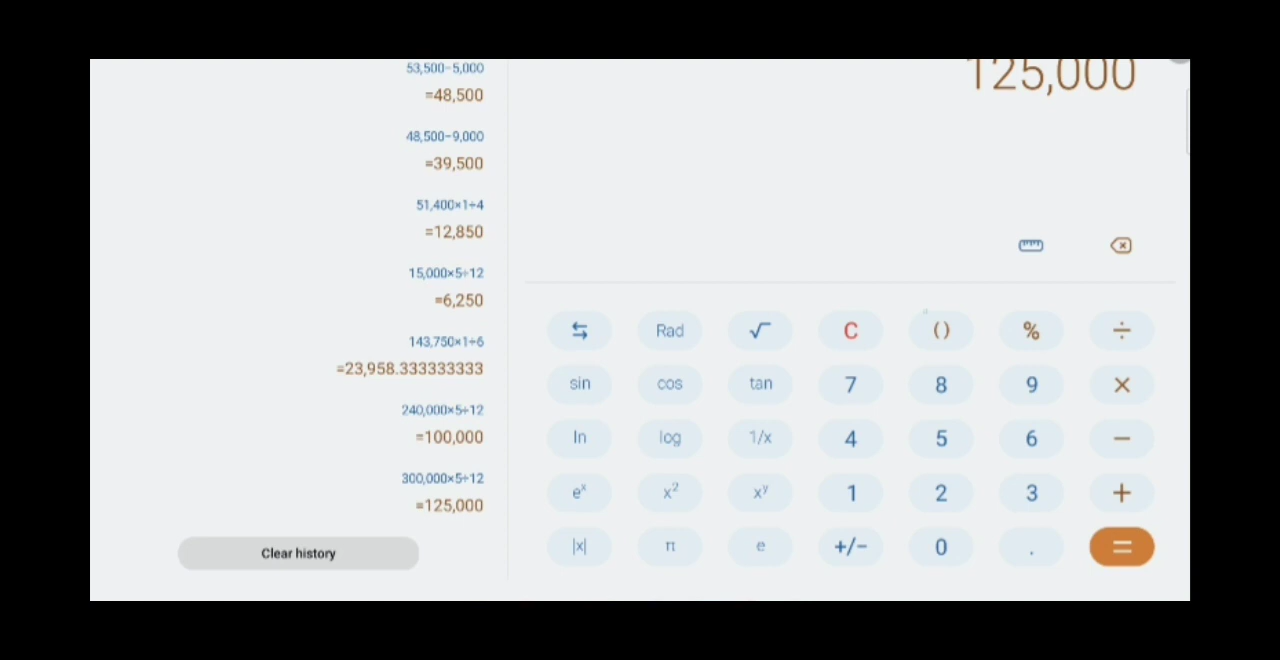 53,500−5,000
=48,500
48,500−9,000
=39,500
51,400×1÷4
=12,850
15,000×5÷12
=6,250
143,750×1÷6
=23,958.333333333
240,000×5÷12
=100,000
300,000×5÷12
=125,000
Clear history
125,000
Rad √ C () % ÷
sin cos tan 7 8 9 ×
ln log 1/x 4 5 6 −
eˣ x² xʸ 1 2 3 +
|x| π e +/− 0 . =